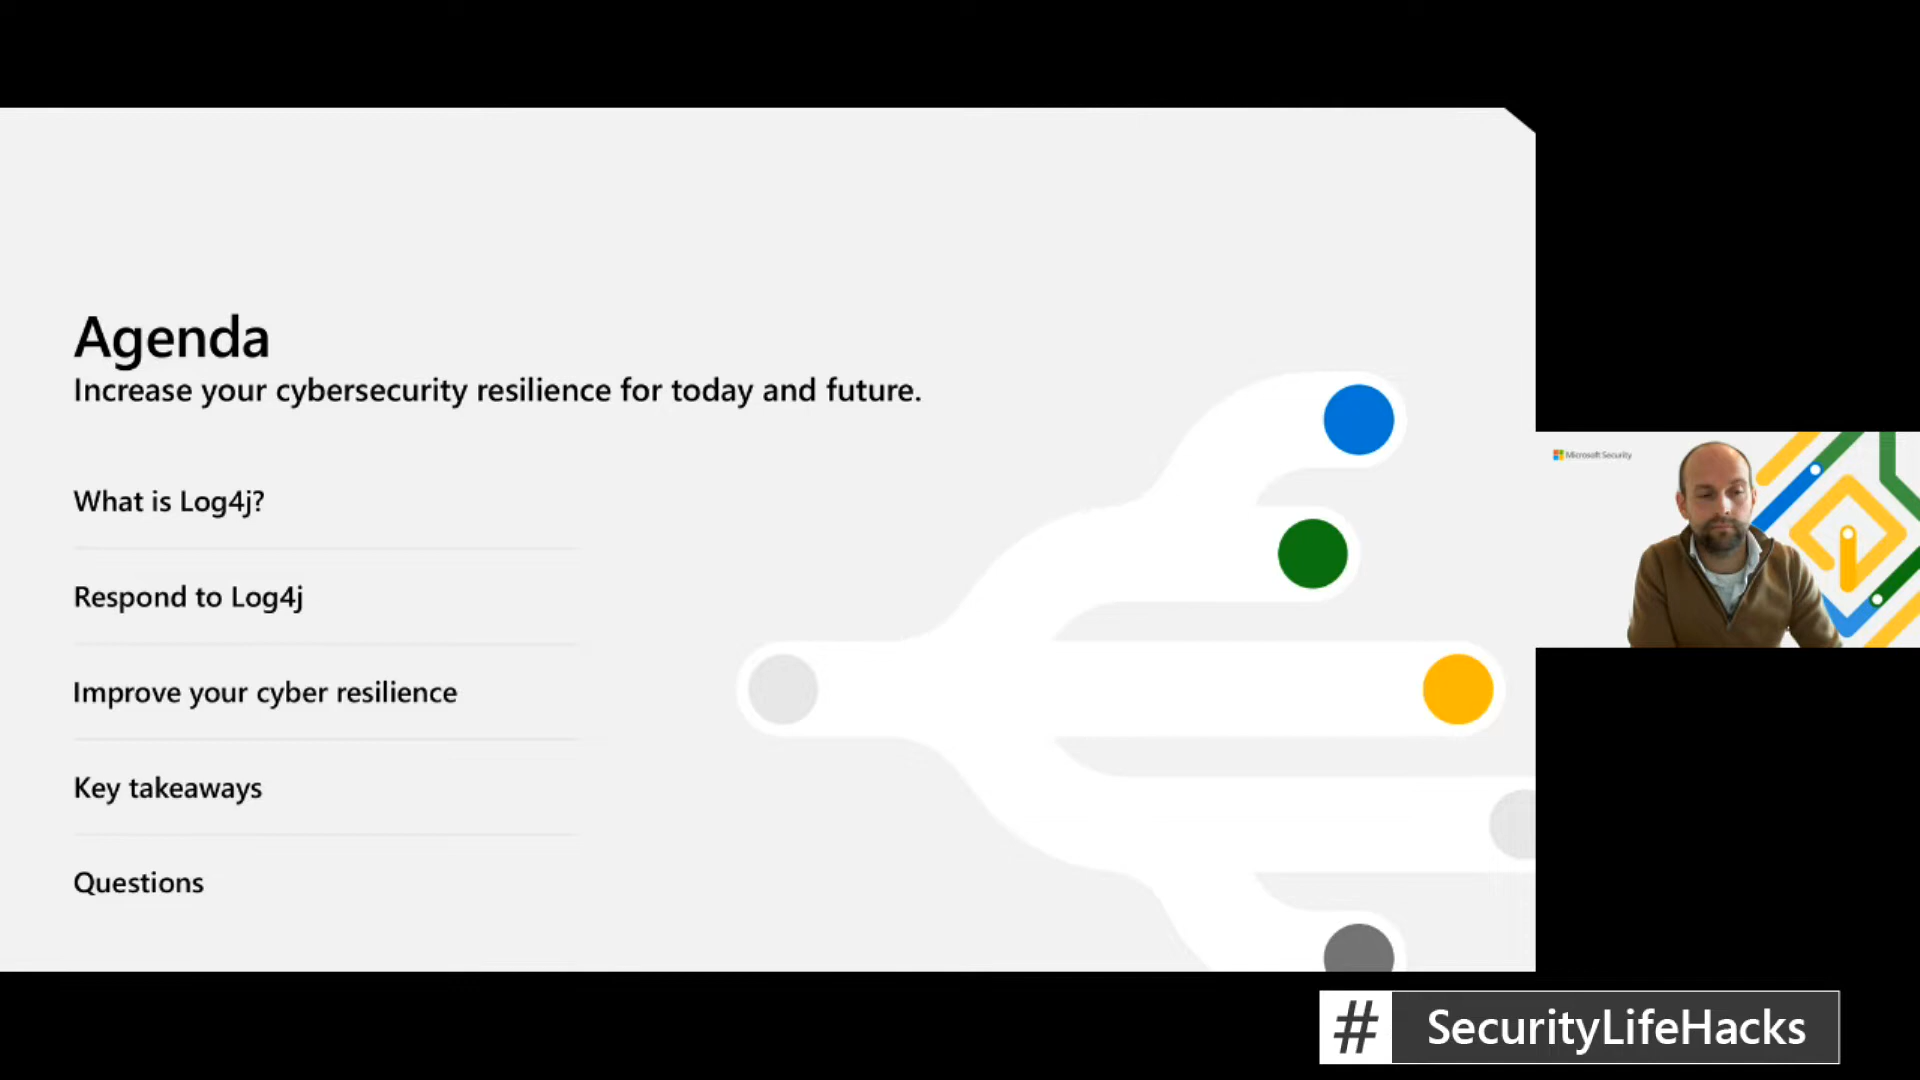 Agenda
Increase your cybersecurity resilience for today and future.
What is Log4j?
Respond to Log4j
Improve your cyber resilience
Key takeaways
Questions
Microsoft Security
# SecurityLifeHacks